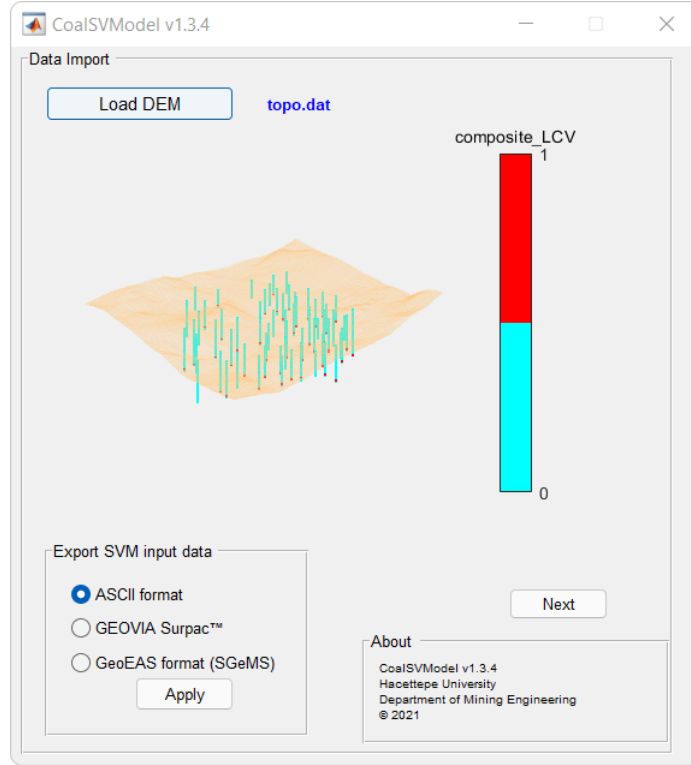 CoalSVModel v1.3.4
Data Import
Load DEM
topo.dat
composite_LCV
1
0
Export SVM input data
ASCII format
GEOVIA Surpac™
GeoEAS format (SGeMS)
Apply
Next
About
CoalSVModel v1.3.4
Hacettepe University
Department of Mining Engineering
© 2021